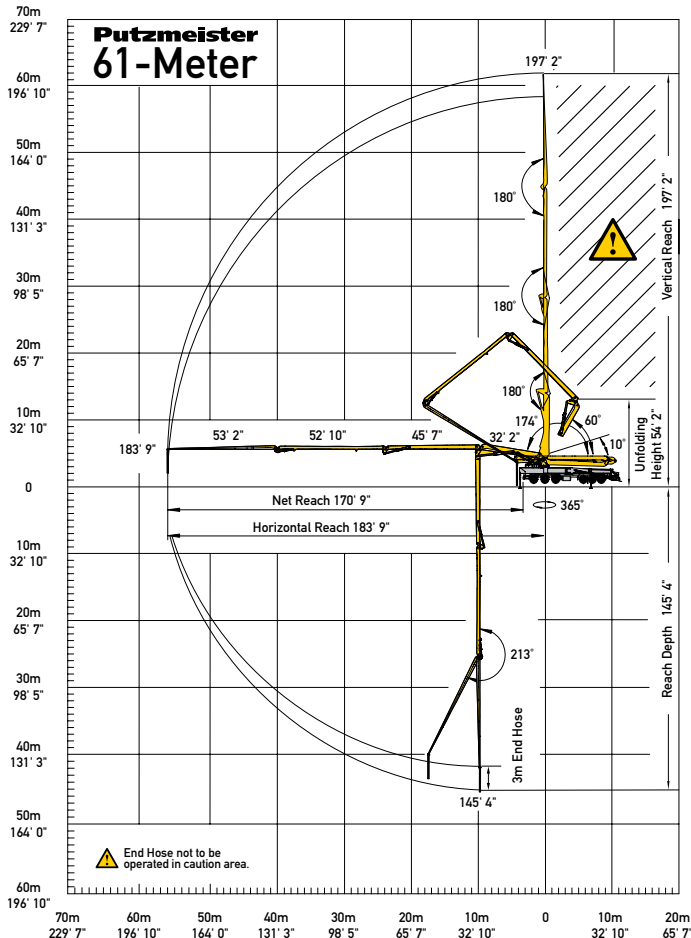 Putzmeister
61-Meter
70m
229' 7"
60m
196' 10"
50m
164' 0"
40m
131' 3"
30m
98' 5"
20m
65' 7"
10m
32' 10"
0
10m
32' 10"
20m
65' 7"
30m
98' 5"
40m
131' 3"
50m
164' 0"
60m
196' 10"
197' 2"
180°
180°
180°
174°
60°
10°
Vertical Reach 197' 2"
Unfolding
Height 54' 2"
183' 9"
53' 2"
52' 10"
45' 7"
32' 2"
Net Reach 170' 9"
365°
Horizontal Reach 183' 9"
213°
Reach Depth 145' 4"
3m End Hose
145' 4"
! End Hose not to be
operated in caution area.
70m 60m 50m 40m 30m 20m 10m 0 10m 20m
229' 7" 196' 10" 164' 0" 131' 3" 98' 5" 65' 7" 32' 10" 32' 10" 65' 7"
!